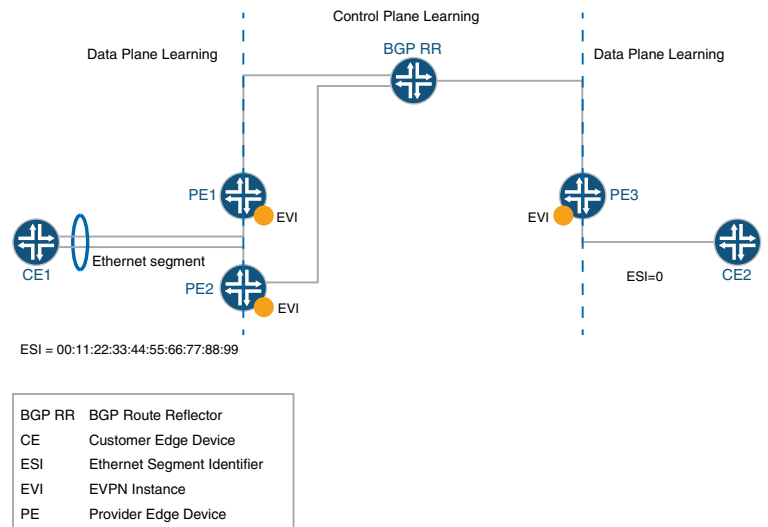 Control Plane Learning
Data Plane Learning
BGP RR
Data Plane Learning
PE1
EVI
PE3
EVI
CE1
Ethernet segment
PE2
EVI
ESI=0
CE2
ESI = 00:11:22:33:44:55:66:77:88:99
BGP RR BGP Route Reflector
CE Customer Edge Device
ESI Ethernet Segment Identifier
EVI EVPN Instance
PE Provider Edge Device